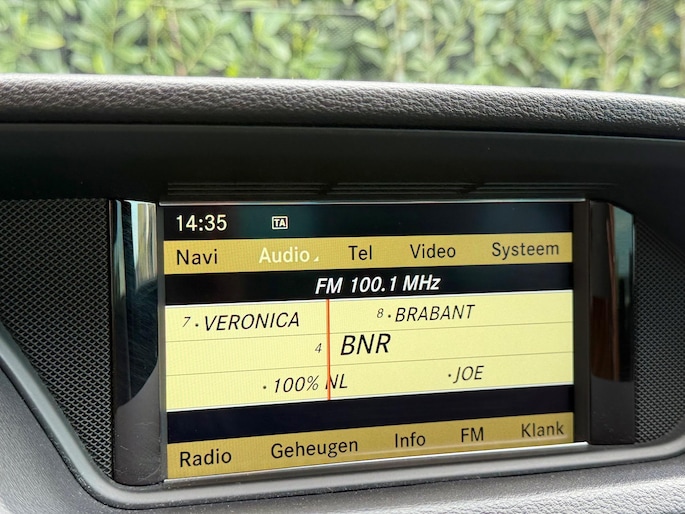 14:35 TA
Navi Audio Tel Video Systeem
FM 100.1 MHz
7 · VERONICA 8 · BRABANT
4 BNR
· 100% NL · JOE
Radio Geheugen Info FM Klank